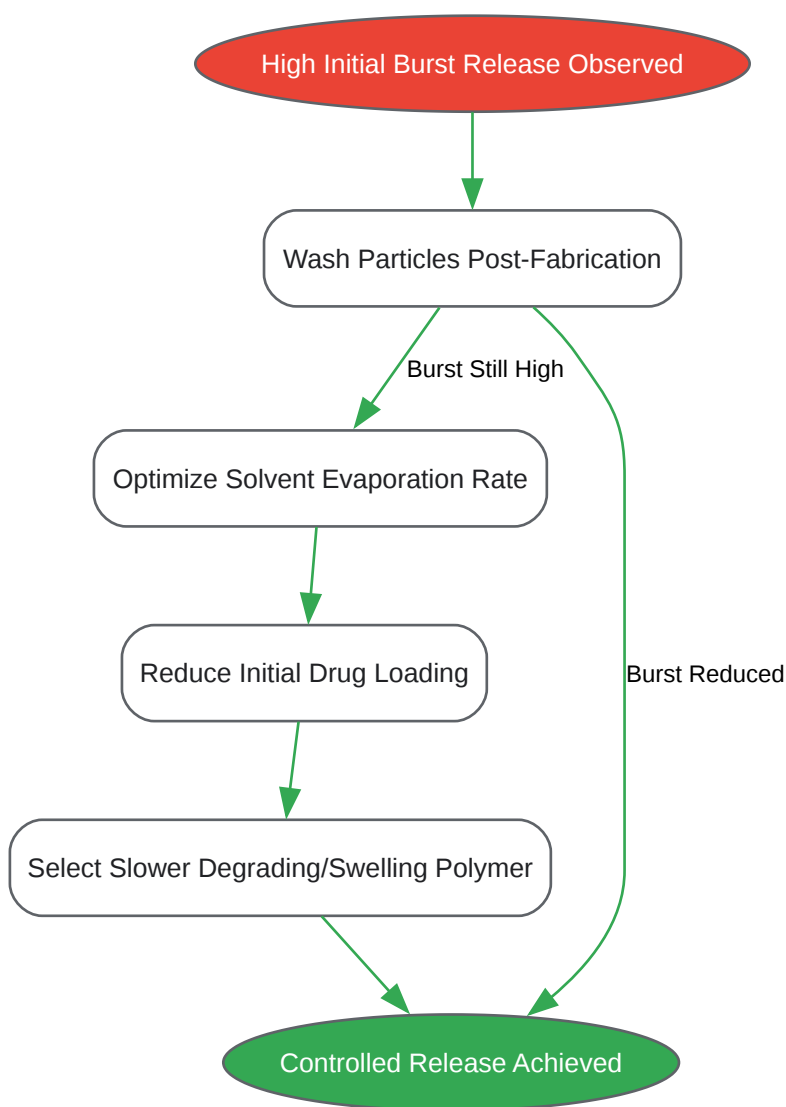 High Initial Burst Release Observed
Wash Particles Post-Fabrication
Burst Still High
Optimize Solvent Evaporation Rate
Reduce Initial Drug Loading
Burst Reduced
Select Slower Degrading/Swelling Polymer
Controlled Release Achieved